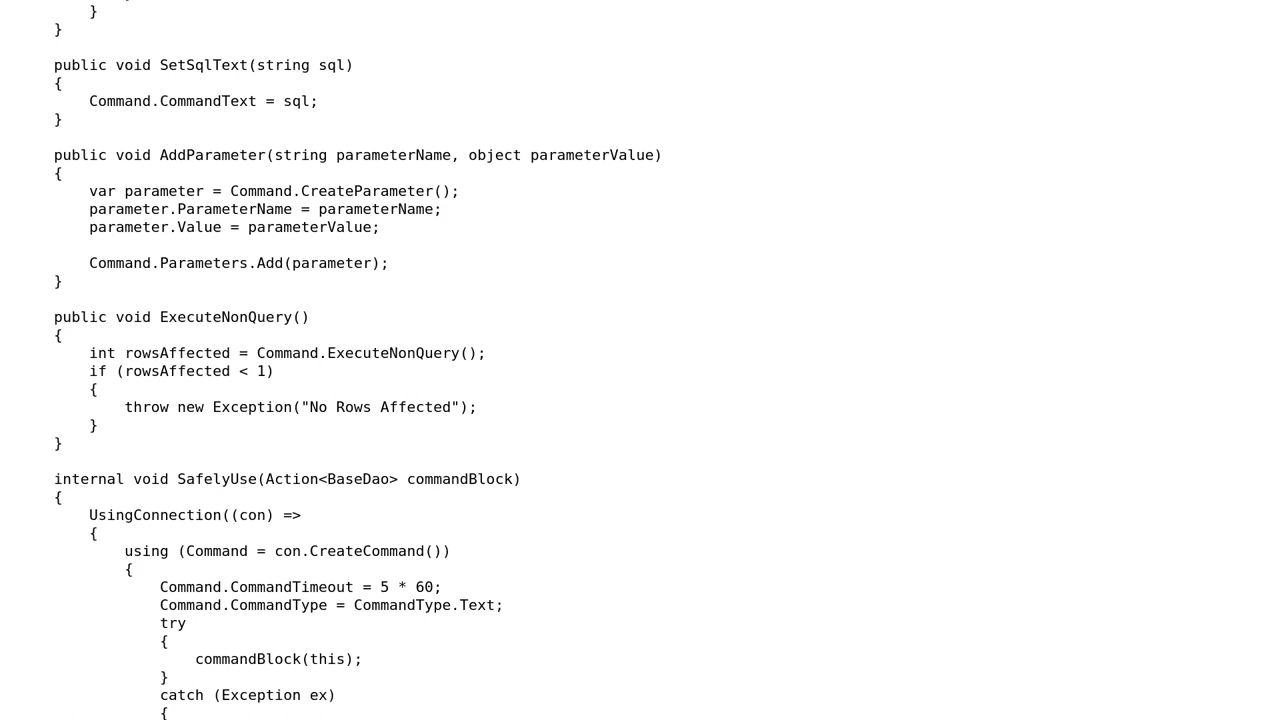 }
}
public void SetSqlText(string sql)
{
Command.CommandText = sql;
}
public void AddParameter(string parameterName, object parameterValue)
{
var parameter = Command.CreateParameter();
parameter.ParameterName = parameterName;
parameter.Value = parameterValue;
Command.Parameters.Add(parameter);
}
public void ExecuteNonQuery()
{
int rowsAffected = Command.ExecuteNonQuery();
if (rowsAffected < 1)
{
throw new Exception("No Rows Affected");
}
}
internal void SafelyUse(Action<BaseDao> commandBlock)
{
UsingConnection((con) =>
{
using (Command = con.CreateCommand())
{
Command.CommandTimeout = 5 * 60;
Command.CommandType = CommandType.Text;
try
{
commandBlock(this);
}
catch (Exception ex)
{